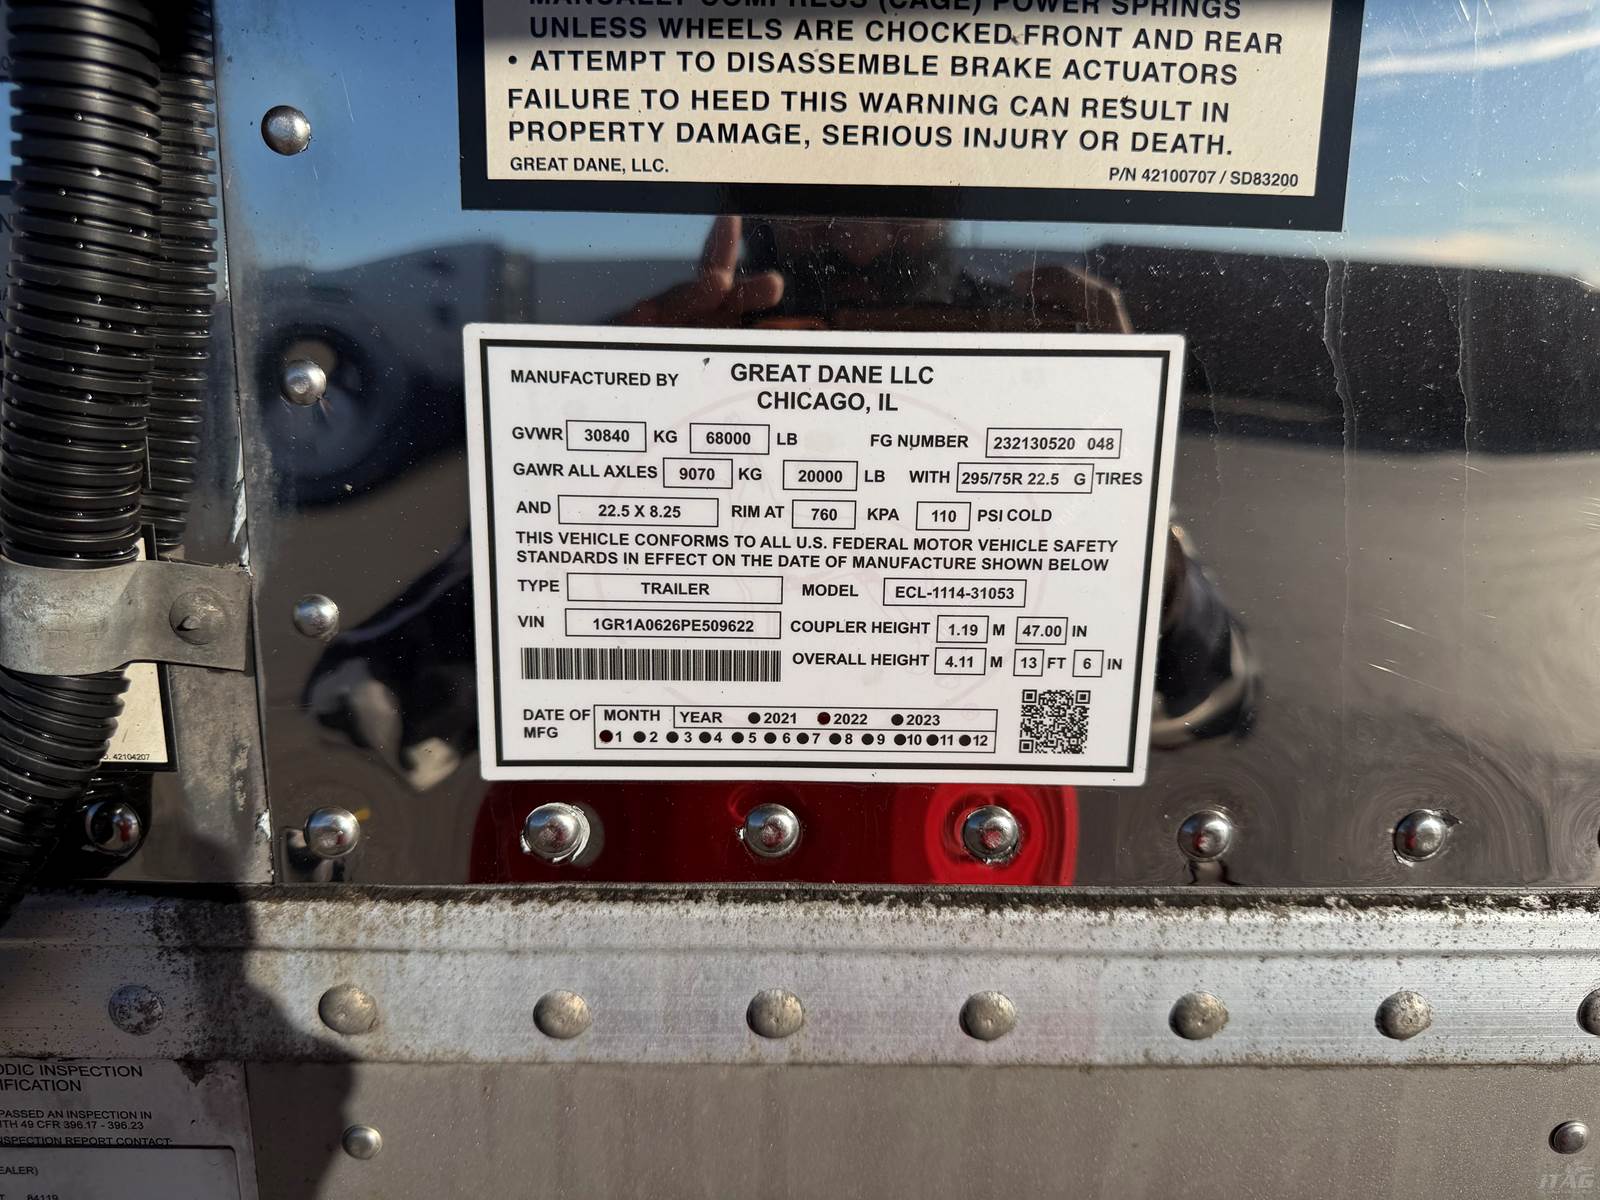 MANUALLY COMPRESS (CAGE) POWER SPRINGS
UNLESS WHEELS ARE CHOCKED FRONT AND REAR
• ATTEMPT TO DISASSEMBLE BRAKE ACTUATORS
FAILURE TO HEED THIS WARNING CAN RESULT IN
PROPERTY DAMAGE, SERIOUS INJURY OR DEATH.
GREAT DANE, LLC. P/N 42100707 / SD83200
MANUFACTURED BY GREAT DANE LLC
CHICAGO, IL
GVWR 30840 KG 68000 LB FG NUMBER 232130520 048
GAWR ALL AXLES 9070 KG 20000 LB WITH 295/75R 22.5 G TIRES
AND 22.5 X 8.25 RIM AT 760 KPA 110 PSI COLD
THIS VEHICLE CONFORMS TO ALL U.S. FEDERAL MOTOR VEHICLE SAFETY
STANDARDS IN EFFECT ON THE DATE OF MANUFACTURE SHOWN BELOW
TYPE TRAILER MODEL ECL-1114-31053
VIN 1GR1A0626PE509622 COUPLER HEIGHT 1.19 M 47.00 IN
OVERALL HEIGHT 4.11 M 13 FT 6 IN
DATE OF MFG MONTH YEAR 2021 2022 2023
1 2 3 4 5 6 7 8 9 10 11 12
42104207
ODIC INSPECTION
IFICATION
PASSED AN INSPECTION IN
ITH 49 CFR 396.17 - 396.23
NSPECTION REPORT CONTACT:
EALER)
T 84119
ITAG